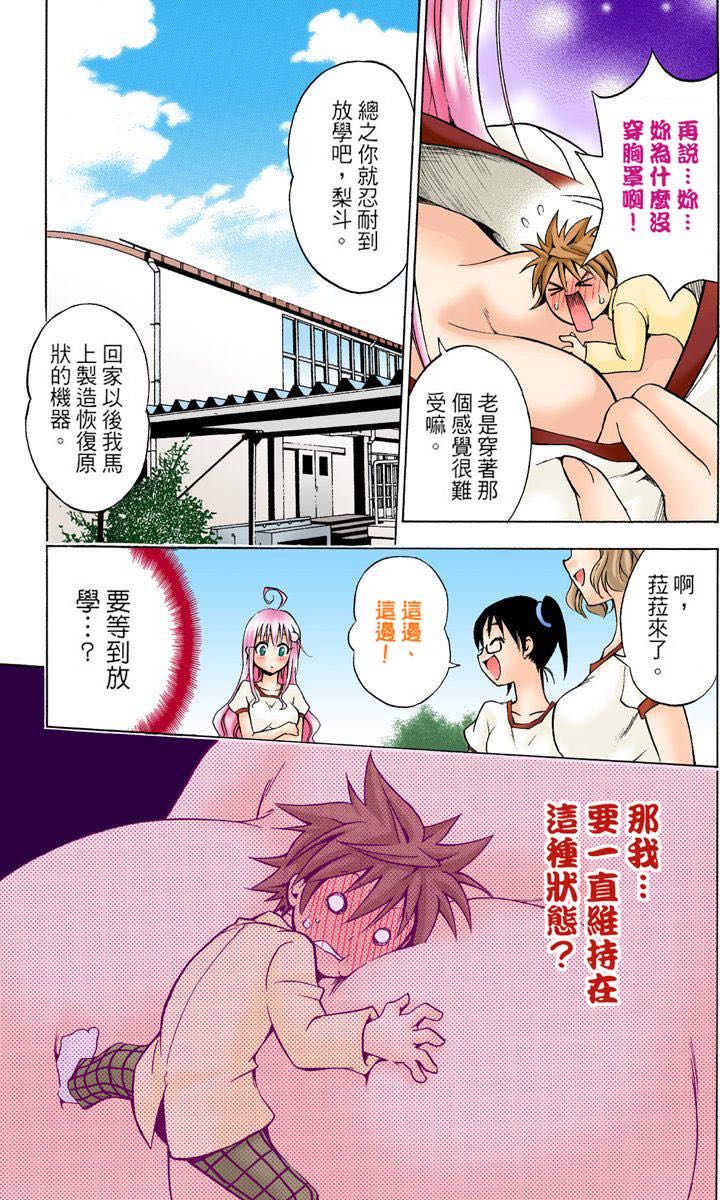 再說…妳…
妳為什麼沒
穿胸罩啊！
老是穿著那
個感覺很難
受嘛。
總之你就忍耐到
放學吧，梨斗。
回家以後我馬
上製造恢復原
狀的機器。
啊，
菈菈來了。
這邊、
這邊！
要等到放
學…？
那我…
要一直維持在
這種狀態？